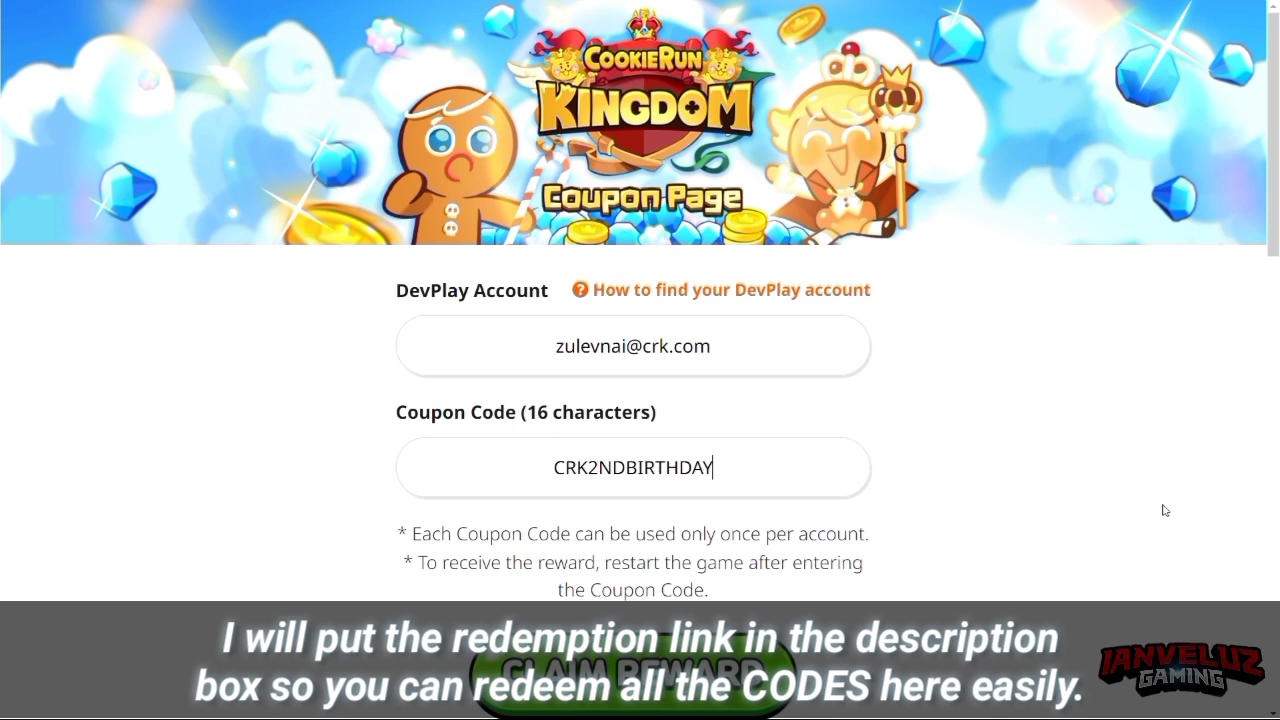 COOKIERUN
KINGDOM
Coupon Page
DevPlay Account
? How to find your DevPlay account
zulevnai@crk.com
Coupon Code (16 characters)
CRK2NDBIRTHDAY
* Each Coupon Code can be used only once per account.
* To receive the reward, restart the game after entering
the Coupon Code.
CLAIM REWARD
I will put the redemption link in the description
box so you can redeem all the CODES here easily.
IANVELUZ
GAMING